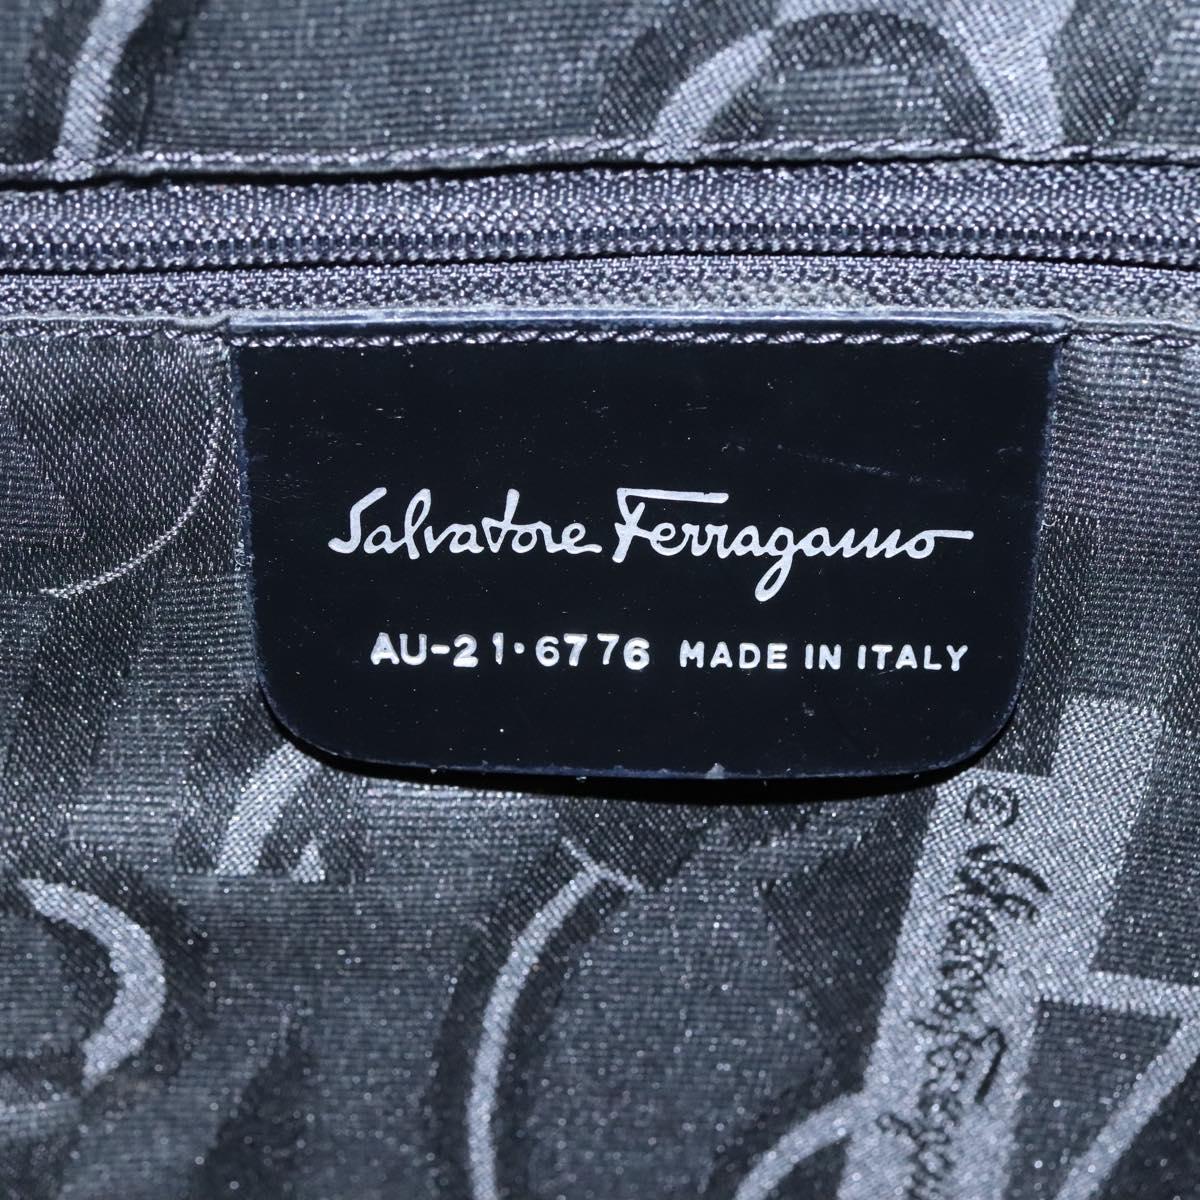 Salvatore Ferragamo
AU-21·6776 MADE IN ITALY